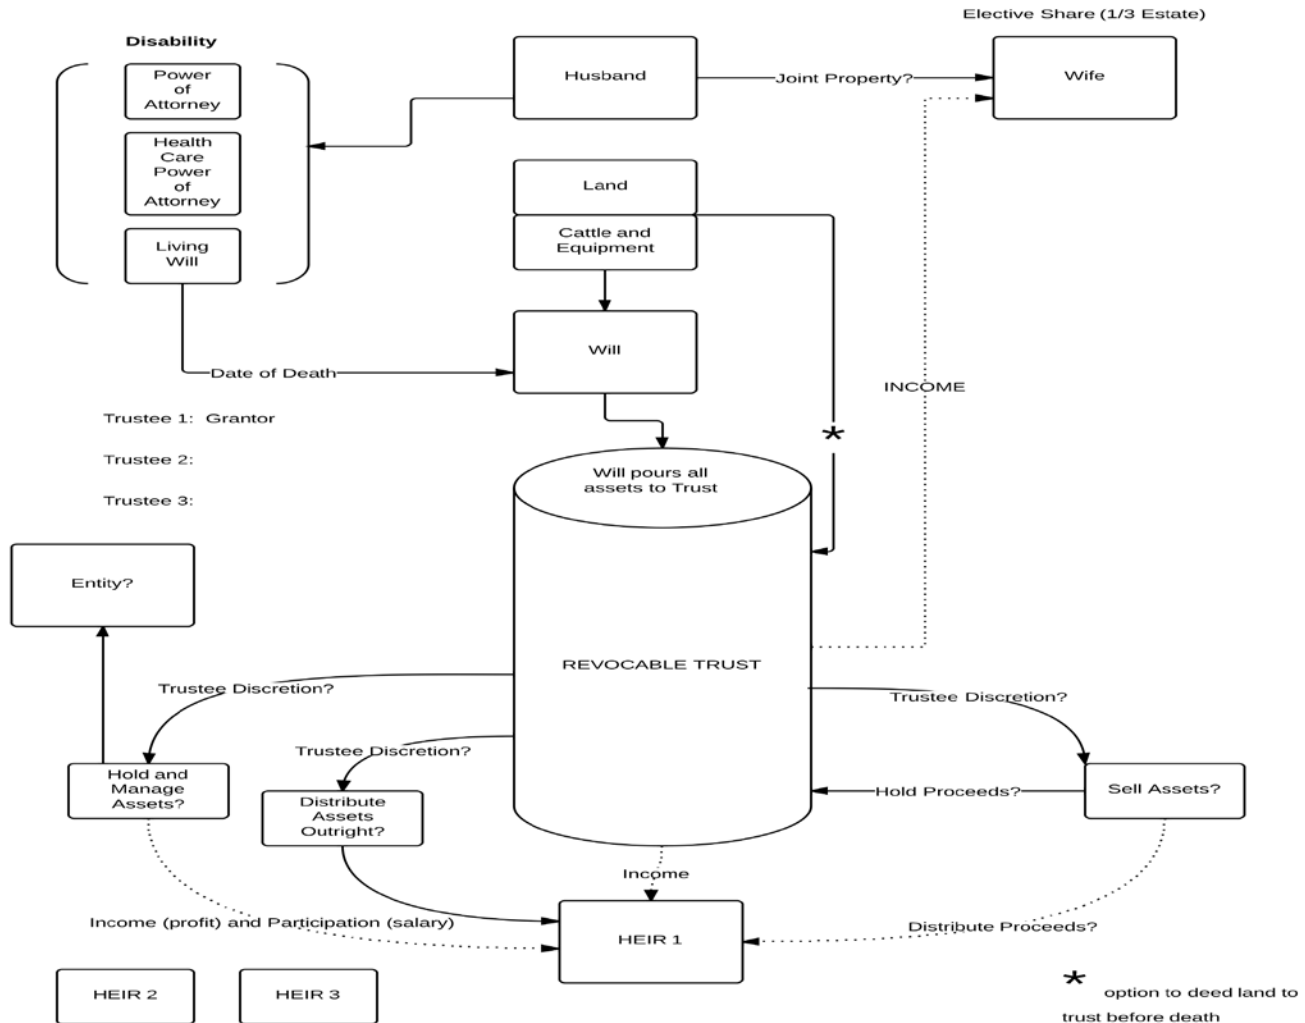 Elective Share (1/3 Estate)
Disability
Power
of
Attorney
Husband
Joint Property?
Wife
Health
Care
Power
of
Attorney
Land
Cattle and
Equipment
Living
Will
Will
Date of Death
INCOME
Trustee 1: Grantor
*
Trustee 2:
Will pours all
assets to Trust
Trustee 3:
Entity?
REVOCABLE TRUST
Trustee Discretion?
Trustee Discretion?
Trustee Discretion?
Hold and
Manage
Assets?
Hold Proceeds?
Sell Assets?
Distribute
Assets
Outright?
Income
Income (profit) and Participation (salary)
Distribute Proceeds?
HEIR 1
HEIR 2
HEIR 3
* option to deed land to
trust before death